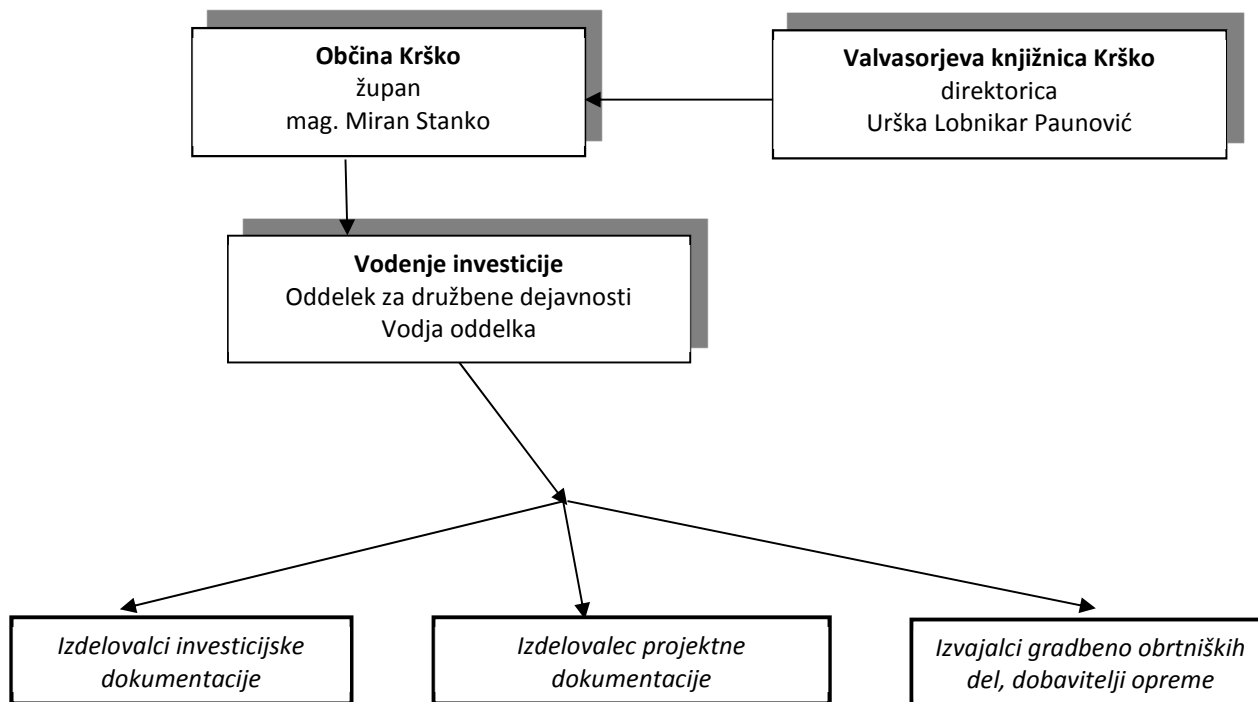 Občina Krško
župan
mag. Miran Stanko
Valvasorjeva knjižnica Krško
direktorica
Urška Lobnikar Paunović
Vodenje investicije
Oddelek za družbene dejavnosti
Vodja oddelka
Izdelovalci investicijske
dokumentacije
Izdelovalec projektne
dokumentacije
Izvajalci gradbeno obrtniških
del, dobavitelji opreme